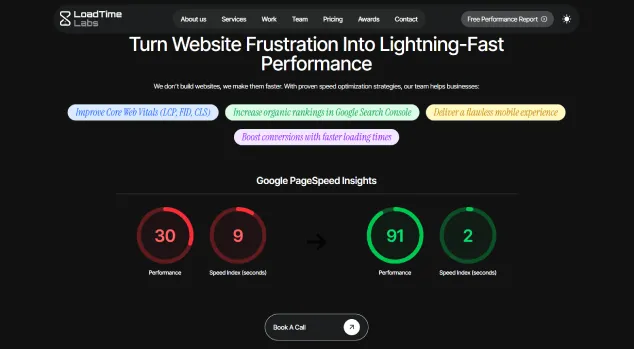 LoadTime
Labs
About us Services Work Team Pricing Awards Contact
Free Performance Report
Turn Website Frustration Into Lightning-Fast
Performance
We don't build websites, we make them faster. With proven speed optimization strategies, our team helps businesses:
Improve Core Web Vitals (LCP, FID, CLS) Increase organic rankings in Google Search Console Deliver a flawless mobile experience
Boost conversions with faster loading times
Google PageSpeed Insights
30 9 91 2
Performance Speed Index (seconds) Performance Speed Index (seconds)
Book A Call